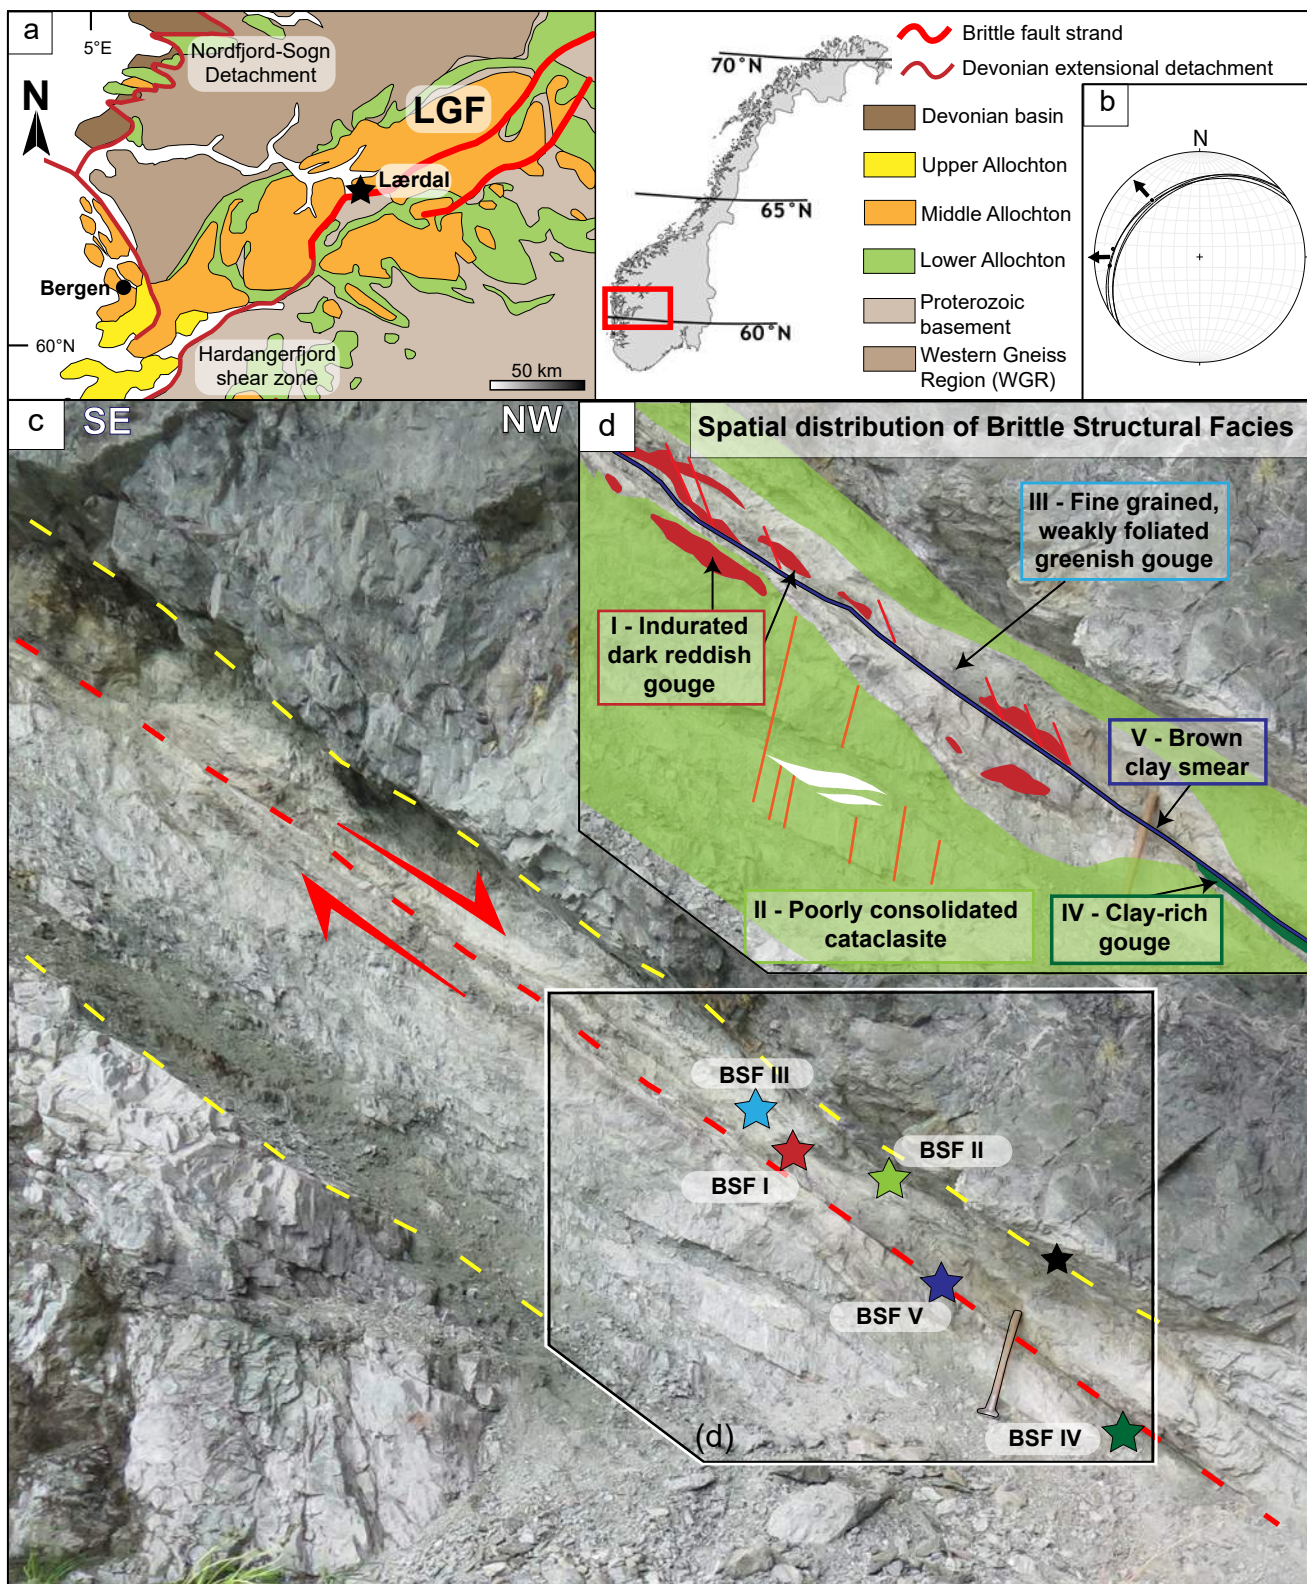 a
5°E
Nordfjord-Sogn
Detachment
N
LGF
Lærdal
Bergen
60°N
Hardangerfjord
shear zone
50 km
70°N
65°N
60°N
Brittle fault strand
Devonian extensional detachment
Devonian basin
Upper Allochton
Middle Allochton
Lower Allochton
Proterozoic
basement
Western Gneiss
Region (WGR)
b
N
c
SE
NW
d
Spatial distribution of Brittle Structural Facies
III - Fine grained,
weakly foliated
greenish gouge
I - Indurated
dark reddish
gouge
V - Brown
clay smear
II - Poorly consolidated
cataclasite
IV - Clay-rich
gouge
BSF III
BSF II
BSF I
BSF V
BSF IV
(d)